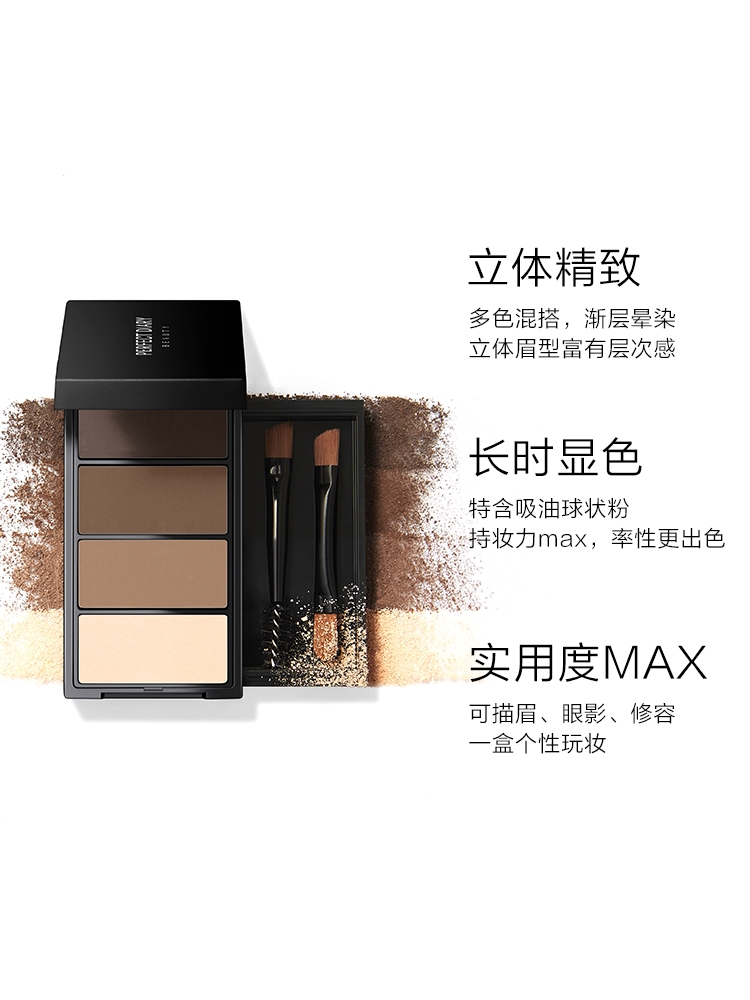 PERFECT DIARY
BEAUTY
立体精致
多色混搭，渐层晕染
立体眉型富有层次感
长时显色
特含吸油球状粉
持妆力max，率性更出色
实用度MAX
可描眉、眼影、修容
一盒个性玩妆